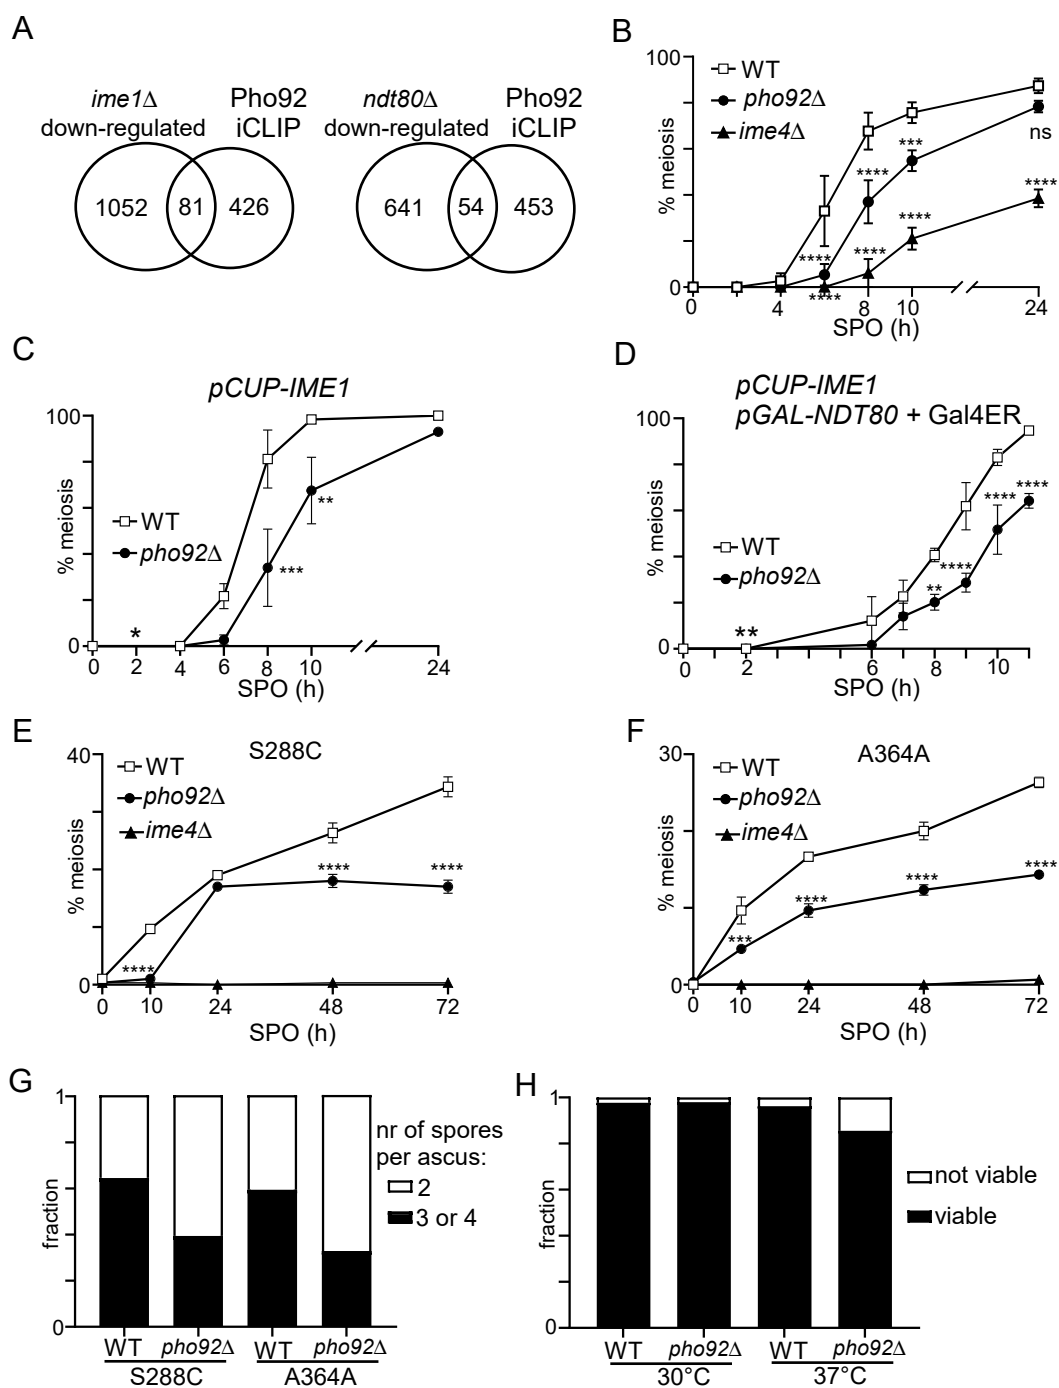 A
ime1Δ
down-regulated
Pho92
iCLIP
1052
81
426
ndt80Δ
down-regulated
Pho92
iCLIP
641
54
453
B
100
% meiosis
0
WT
pho92Δ
ime4Δ
****
****
****
****
***
****
ns
****
0
4
8
10
24
SPO (h)
C
pCUP-IME1
100
% meiosis
0
WT
pho92Δ
*
***
**
0
2
4
6
8
10
24
SPO (h)
D
pCUP-IME1
pGAL-NDT80 + Gal4ER
100
% meiosis
0
WT
pho92Δ
**
**
****
****
****
0
2
6
8
10
SPO (h)
E
S288C
40
% meiosis
0
WT
pho92Δ
ime4Δ
****
****
****
0
10
24
48
72
SPO (h)
F
A364A
30
% meiosis
0
WT
pho92Δ
ime4Δ
***
****
****
****
0
10
24
48
72
SPO (h)
G
1
fraction
0
nr of spores
per ascus:
2
3 or 4
WT
pho92Δ
WT
pho92Δ
S288C
A364A
H
1
fraction
0
not viable
viable
WT
pho92Δ
WT
pho92Δ
30°C
37°C